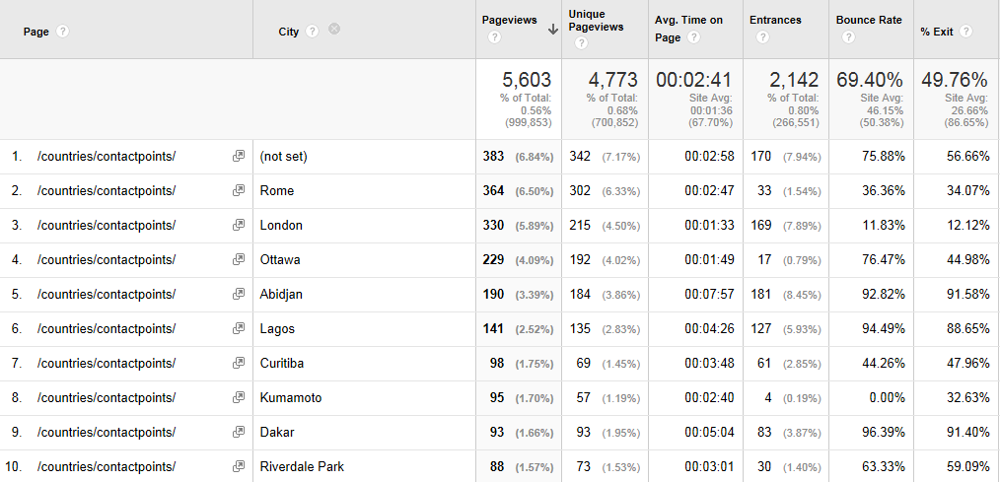 Page ? City ? Pageviews ? Unique Pageviews ? Avg. Time on Page ? Entrances ? Bounce Rate ? % Exit ?
5,603 4,773 00:02:41 2,142 69.40% 49.76%
% of Total: % of Total: Site Avg: % of Total: Site Avg: Site Avg:
0.56% 0.68% 00:01:36 0.80% 46.15% 26.66%
(999,853) (700,852) (67.70%) (266,551) (50.38%) (86.65%)
1. /countries/contactpoints/ (not set) 383 (6.84%) 342 (7.17%) 00:02:58 170 (7.94%) 75.88% 56.66%
2. /countries/contactpoints/ Rome 364 (6.50%) 302 (6.33%) 00:02:47 33 (1.54%) 36.36% 34.07%
3. /countries/contactpoints/ London 330 (5.89%) 215 (4.50%) 00:01:33 169 (7.89%) 11.83% 12.12%
4. /countries/contactpoints/ Ottawa 229 (4.09%) 192 (4.02%) 00:01:49 17 (0.79%) 76.47% 44.98%
5. /countries/contactpoints/ Abidjan 190 (3.39%) 184 (3.86%) 00:07:57 181 (8.45%) 92.82% 91.58%
6. /countries/contactpoints/ Lagos 141 (2.52%) 135 (2.83%) 00:04:26 127 (5.93%) 94.49% 88.65%
7. /countries/contactpoints/ Curitiba 98 (1.75%) 69 (1.45%) 00:03:48 61 (2.85%) 44.26% 47.96%
8. /countries/contactpoints/ Kumamoto 95 (1.70%) 57 (1.19%) 00:02:40 4 (0.19%) 0.00% 32.63%
9. /countries/contactpoints/ Dakar 93 (1.66%) 93 (1.95%) 00:05:04 83 (3.87%) 96.39% 91.40%
10. /countries/contactpoints/ Riverdale Park 88 (1.57%) 73 (1.53%) 00:03:01 30 (1.40%) 63.33% 59.09%